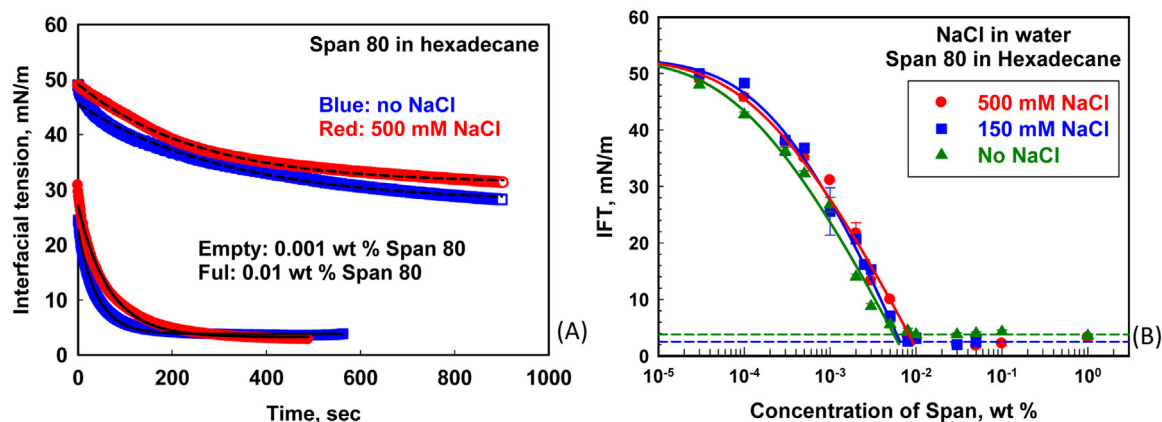 60
50
40
30
20
10
0
Interfacial tension, mN/m
Span 80 in hexadecane
Blue: no NaCl
Red: 500 mM NaCl
Empty: 0.001 wt % Span 80
Ful: 0.01 wt % Span 80
(A)
0 200 400 600 800 1000
Time, sec
60
50
40
30
20
10
0
IFT, mN/m
NaCl in water
Span 80 in Hexadecane
500 mM NaCl
150 mM NaCl
No NaCl
(B)
10-5 10-4 10-3 10-2 10-1 100
Concentration of Span, wt %